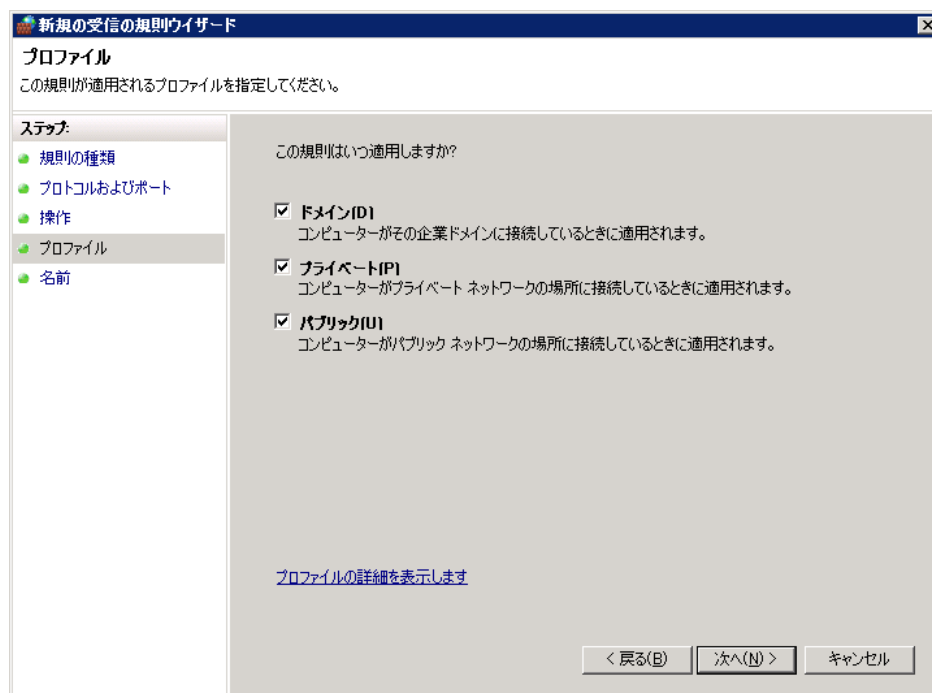 新規の受信の規則ウィザード
プロファイル
この規則が適用されるプロファイルを指定してください。
ステップ:
規則の種類
プロトコルおよびポート
操作
プロファイル
名前
この規則はいつ適用しますか?
ドメイン(D)
コンピューターがその企業ドメインに接続しているときに適用されます。
プライベート(P)
コンピューターがプライベート ネットワークの場所に接続しているときに適用されます。
パブリック(U)
コンピューターがパブリック ネットワークの場所に接続しているときに適用されます。
プロファイルの詳細を表示します
< 戻る(B)
次へ(N) >
キャンセル